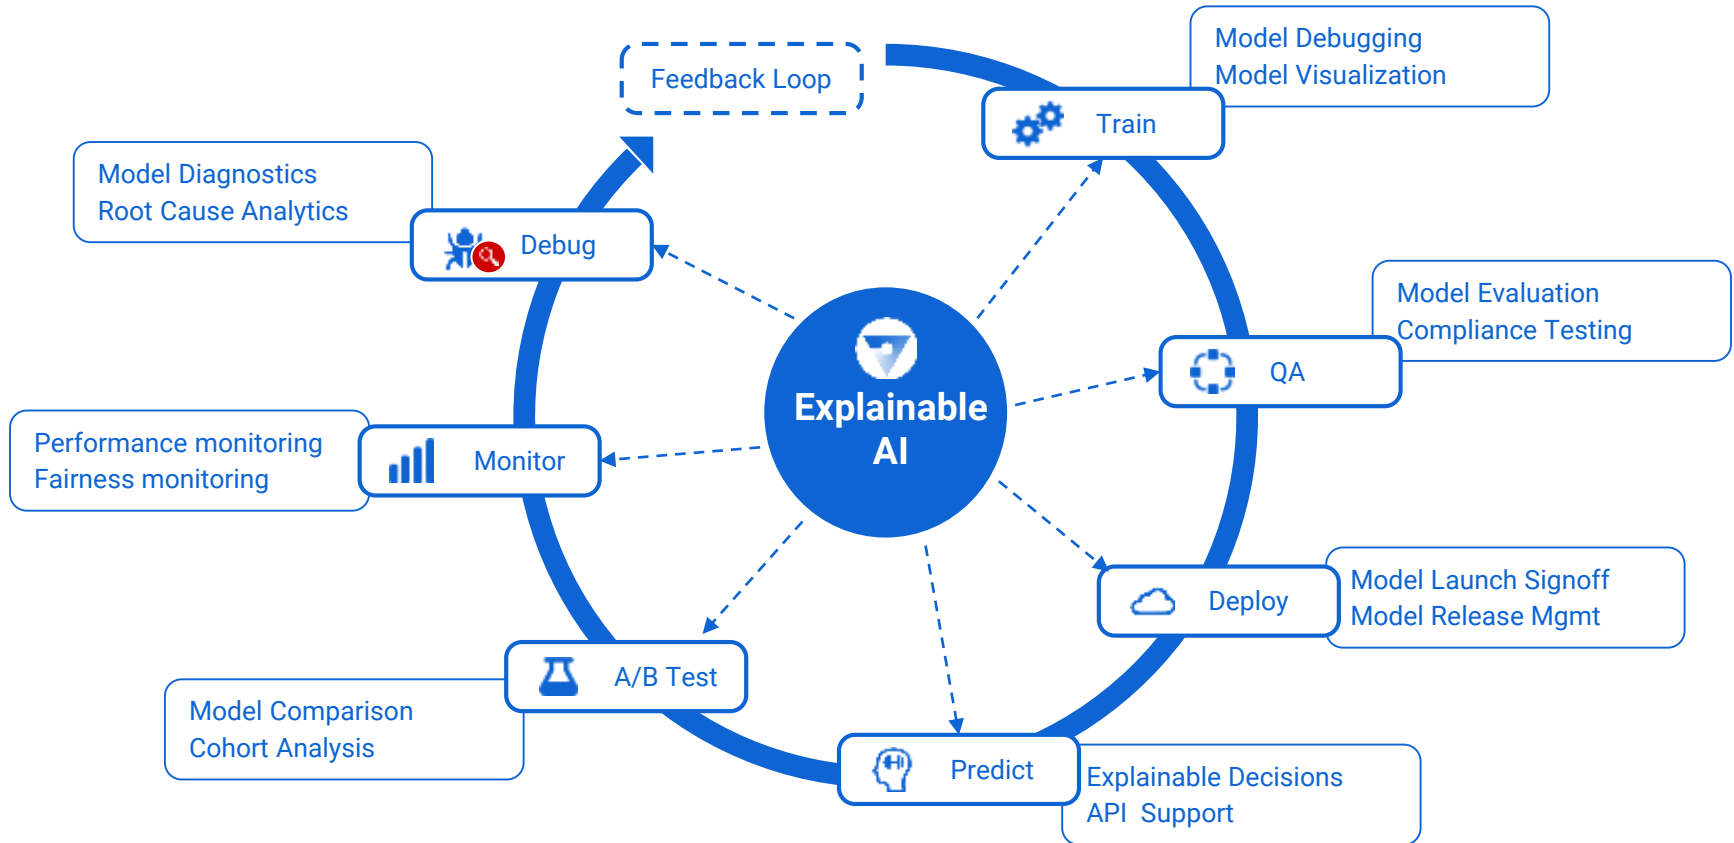 Feedback Loop
Model Debugging
Model Visualization
Train
Model Diagnostics
Root Cause Analytics
Debug
Model Evaluation
Compliance Testing
QA
Explainable
AI
Performance monitoring
Fairness monitoring
Monitor
Deploy
Model Launch Signoff
Model Release Mgmt
A/B Test
Model Comparison
Cohort Analysis
Predict
Explainable Decisions
API  Support